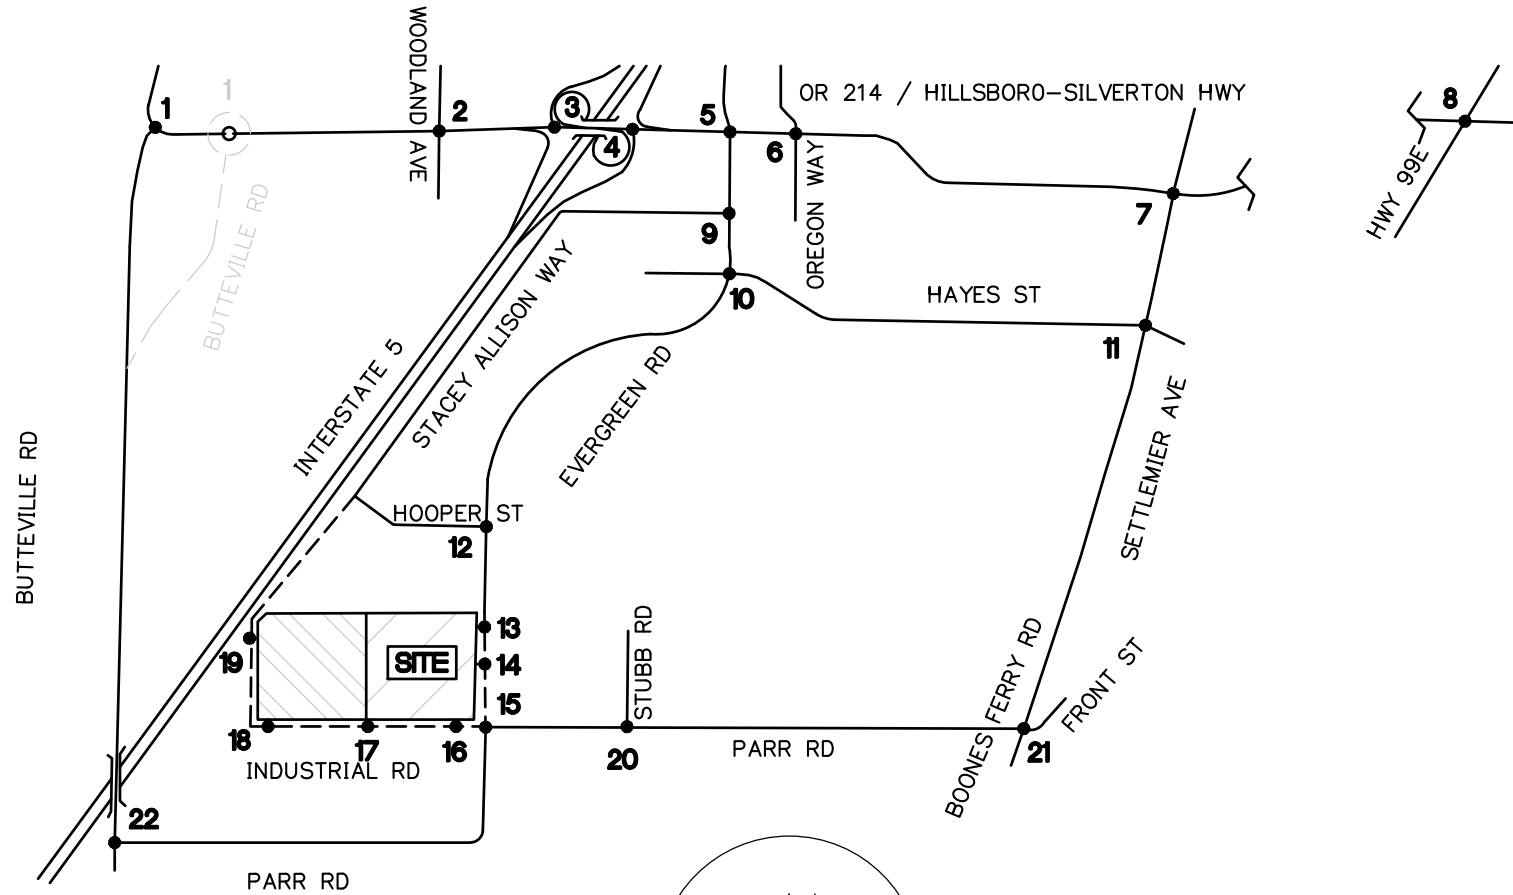 WOODLAND AVE
1
1
2
3
4
5
6
OR 214 / HILLSBORO-SILVERTON HWY
8
HWY 99E
7
OREGON WAY
9
10
BUTTEVILLE RD
HAYES ST
11
INTERSTATE 5
STACEY ALLISON WAY
EVERGREEN RD
SETTLEMIER AVE
BUTTEVILLE RD
HOOPER ST
12
13
SITE
14
19
STUBB RD
15
BOONES FERRY RD
FRONT ST
18
17
16
20
PARR RD
21
INDUSTRIAL RD
22
PARR RD